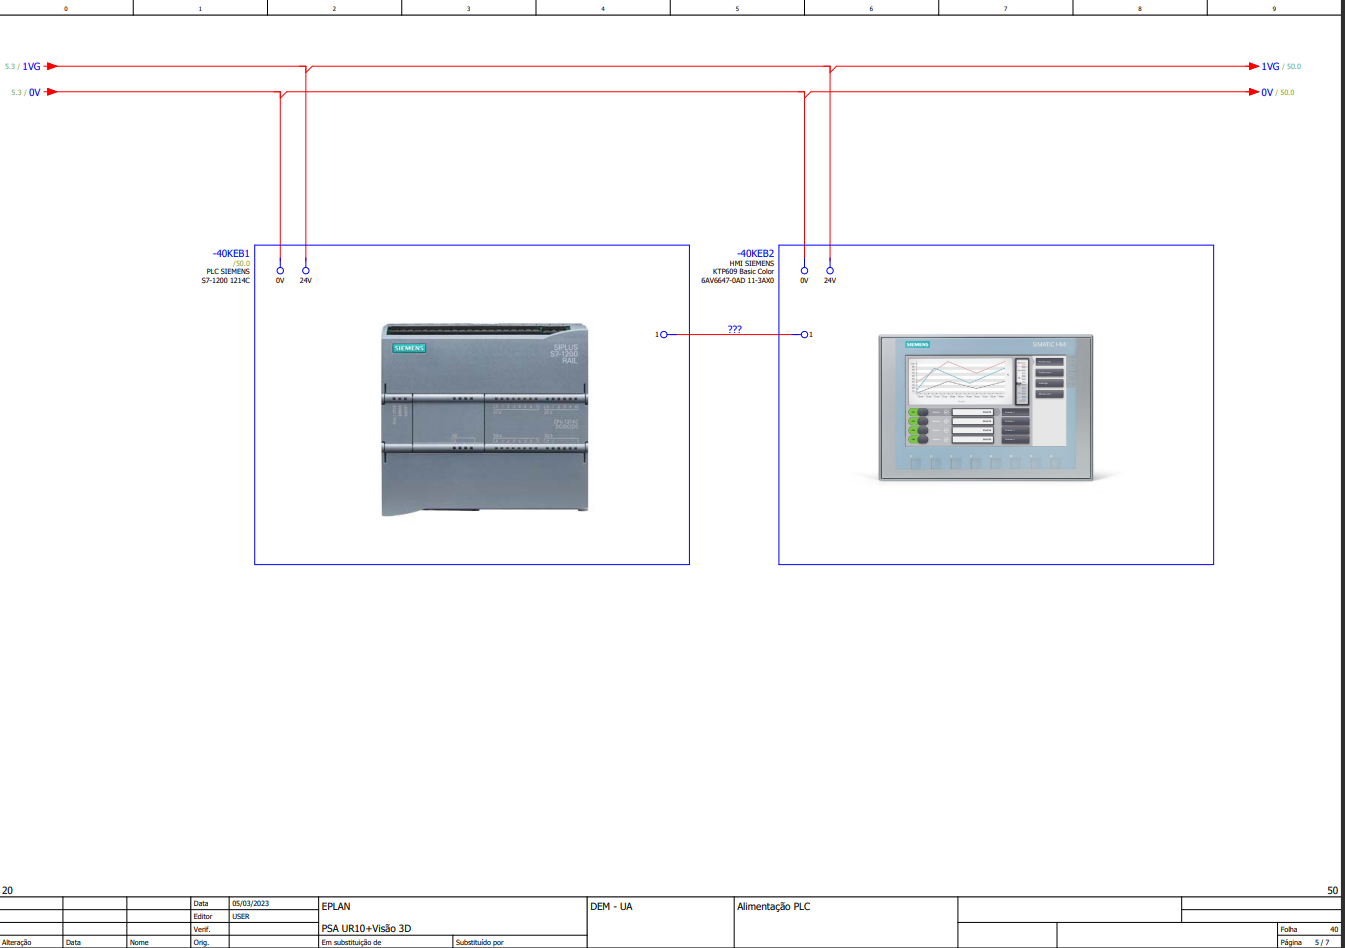 0 1 2 3 4 5 6 7 8 9
5.3 / 1VG
1VG / 50.0
5.3 / 0V
0V / 50.0
-40KEB1
/50.0
PLC SIEMENS
S7-1200 1214C
0V 24V
-40KEB2
HMI SIEMENS
KTP609 Basic Color
6AV6647-0AD 11-3AX0
0V 24V
1 ??? 1
SIEMENS
SIPLUS
S7-1200
RAIL
SIEMENS
SIMATIC HMI
20
50
Data 05/03/2023
Editor USER
Verif.
Alteração Data Nome Orig.
EPLAN
PSA UR10+Visão 3D
Em substituição de Substituído por
DEM - UA
Alimentação PLC
Folha 40
Página 5 / 7